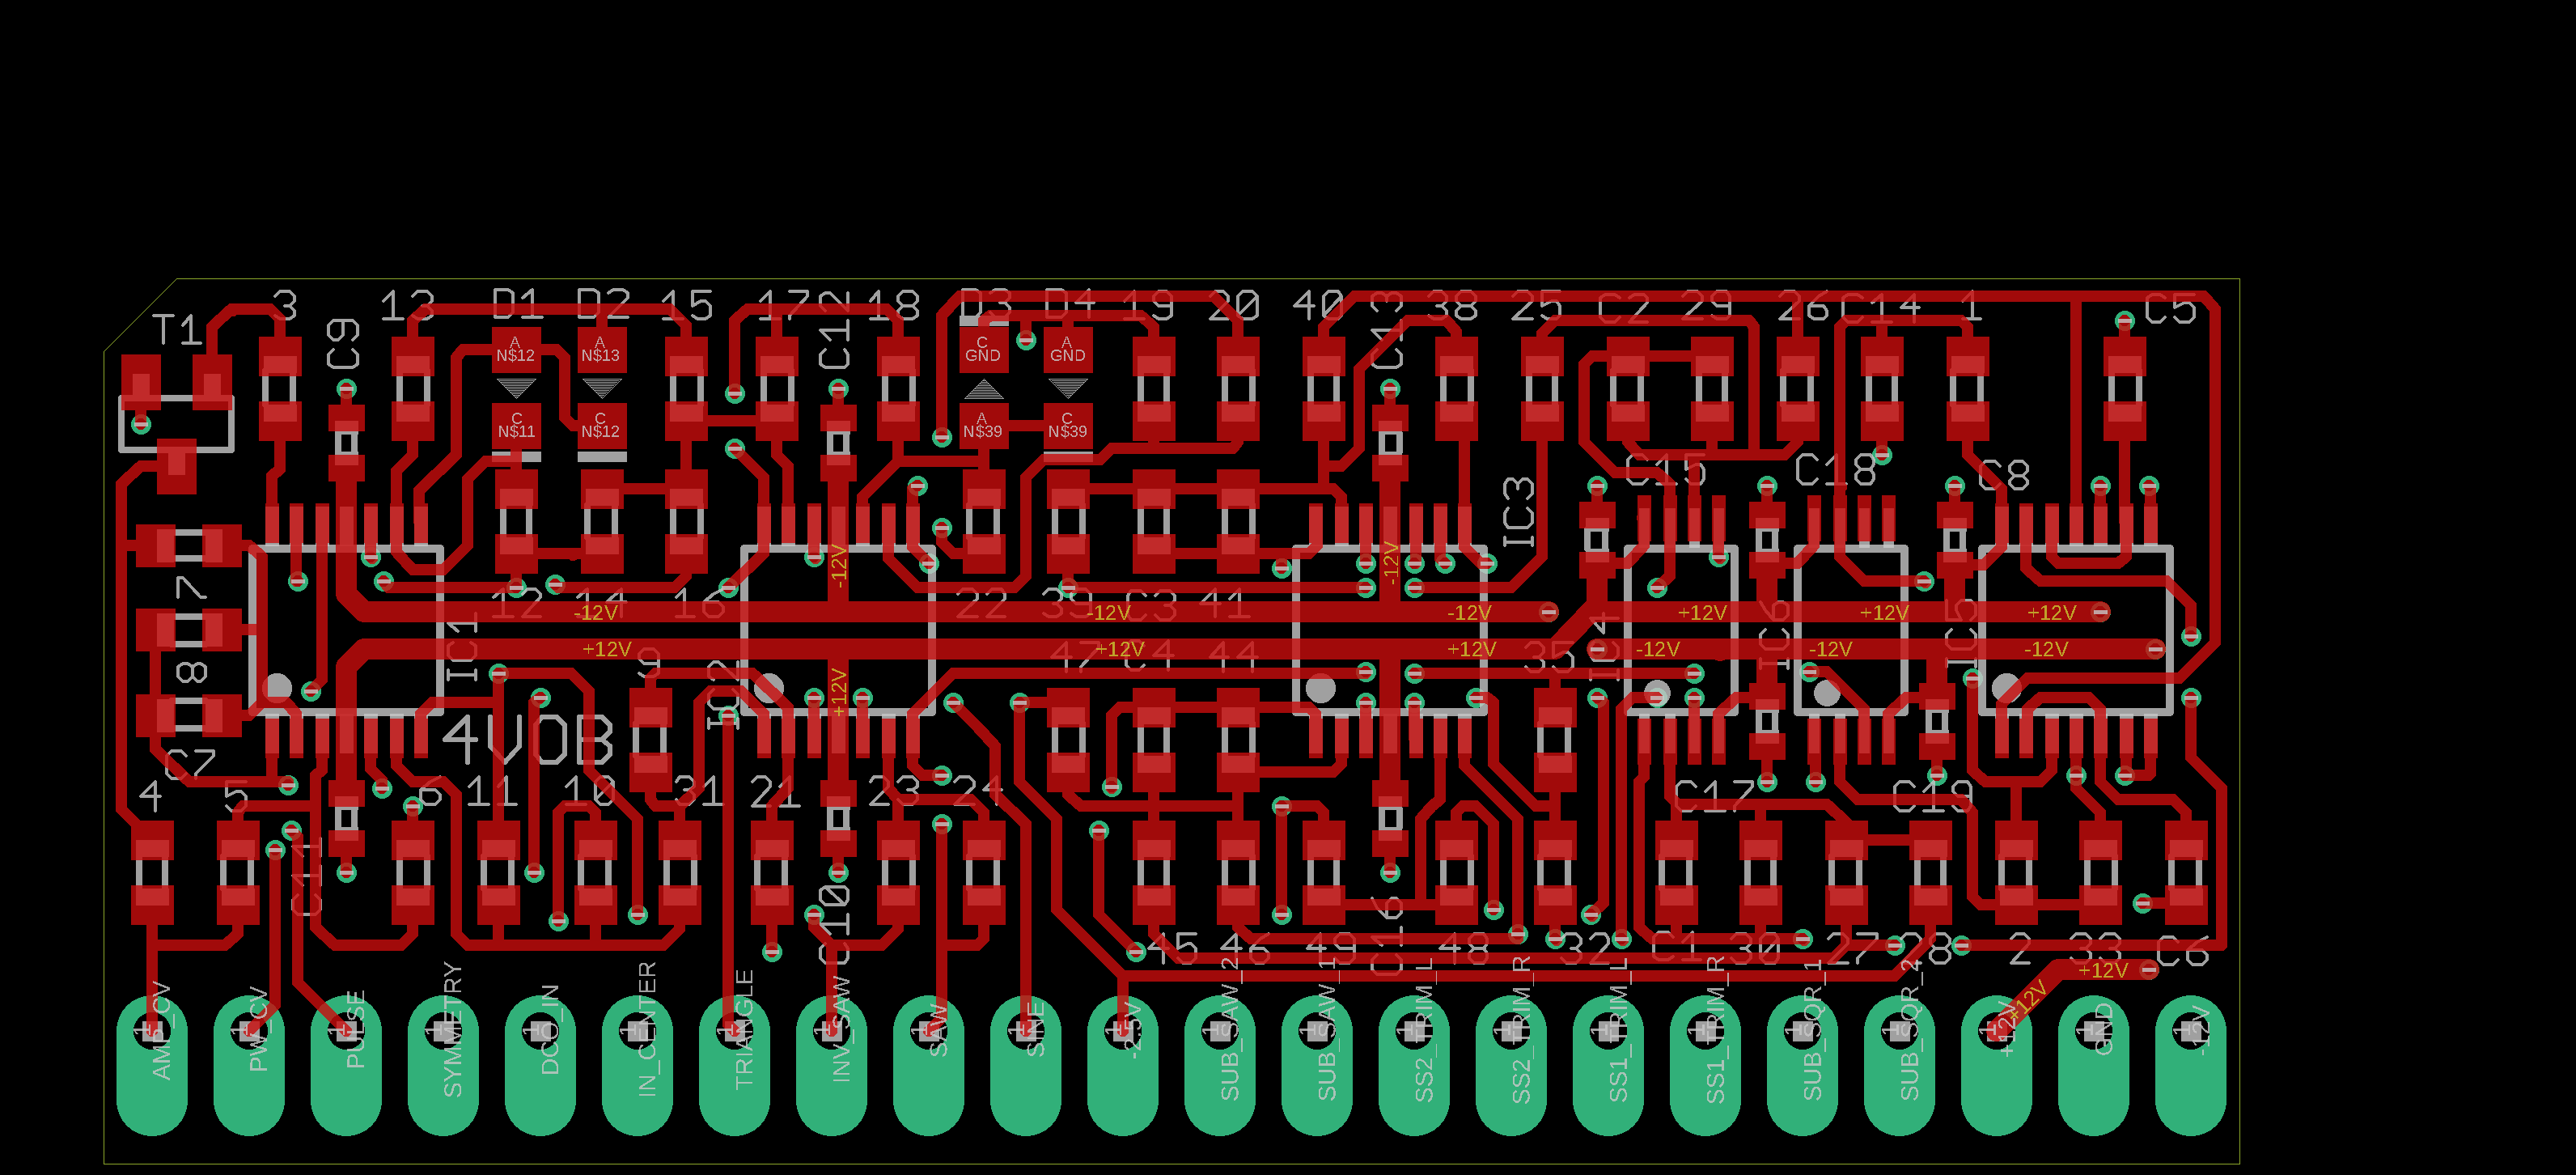 3 13 D1 D2 15 17 C12 18 D3 D4 19 20 40 C13 38 25 C2 29 26 C14 1 C5
T1 C9
A N$12 A N$13 C GND A GND
C N$11 C N$12 A N$39 C N$39
C15 C18 C8
IC3
-12V -12V
7 12 14 16 22 39 C3 41
-12V -12V -12V +12V +12V +12V
+12V +12V +12V -12V -12V -12V
8 IC1 9 IC2 47 C4 44 35 IC4 IC6 IC5
+12V
4VOB
C7
4 5 6 11 10 31 21 23 24 C17 C19
C11 C10 C16
45 46 49 48 32 C1 30 27 28 2 33 C6
+12V
+12V
AMP_CV
PW_CV
PULSE
SYMMETRY
DCO_IN
IN_CENTER
TRIANGLE
INV_SAW
SAW
SINE
-2.5V
SUB_SAW_2
SUB_SAW_1
SS2_TRIM_L
SS2_TRIM_R
SS1_TRIM_L
SS1_TRIM_R
SUB_SQR_1
SUB_SQR_2
+12V
GND
-12V